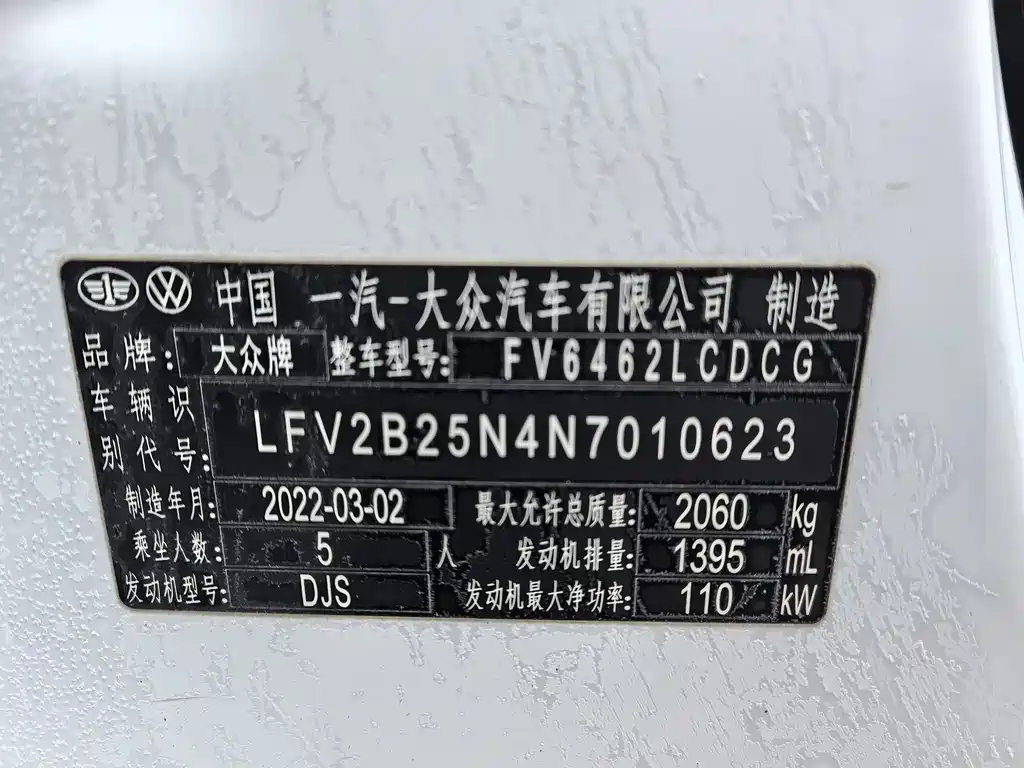 中国 一汽-大众汽车有限公司 制造
品牌: 大众牌 整车型号: FV6462LCDCG
车辆识别代号: LFV2B25N4N7010623
制造年月: 2022-03-02 最大允许总质量: 2060 kg
乘坐人数: 5 人 发动机排量: 1395 mL
发动机型号: DJS 发动机最大净功率: 110 kW